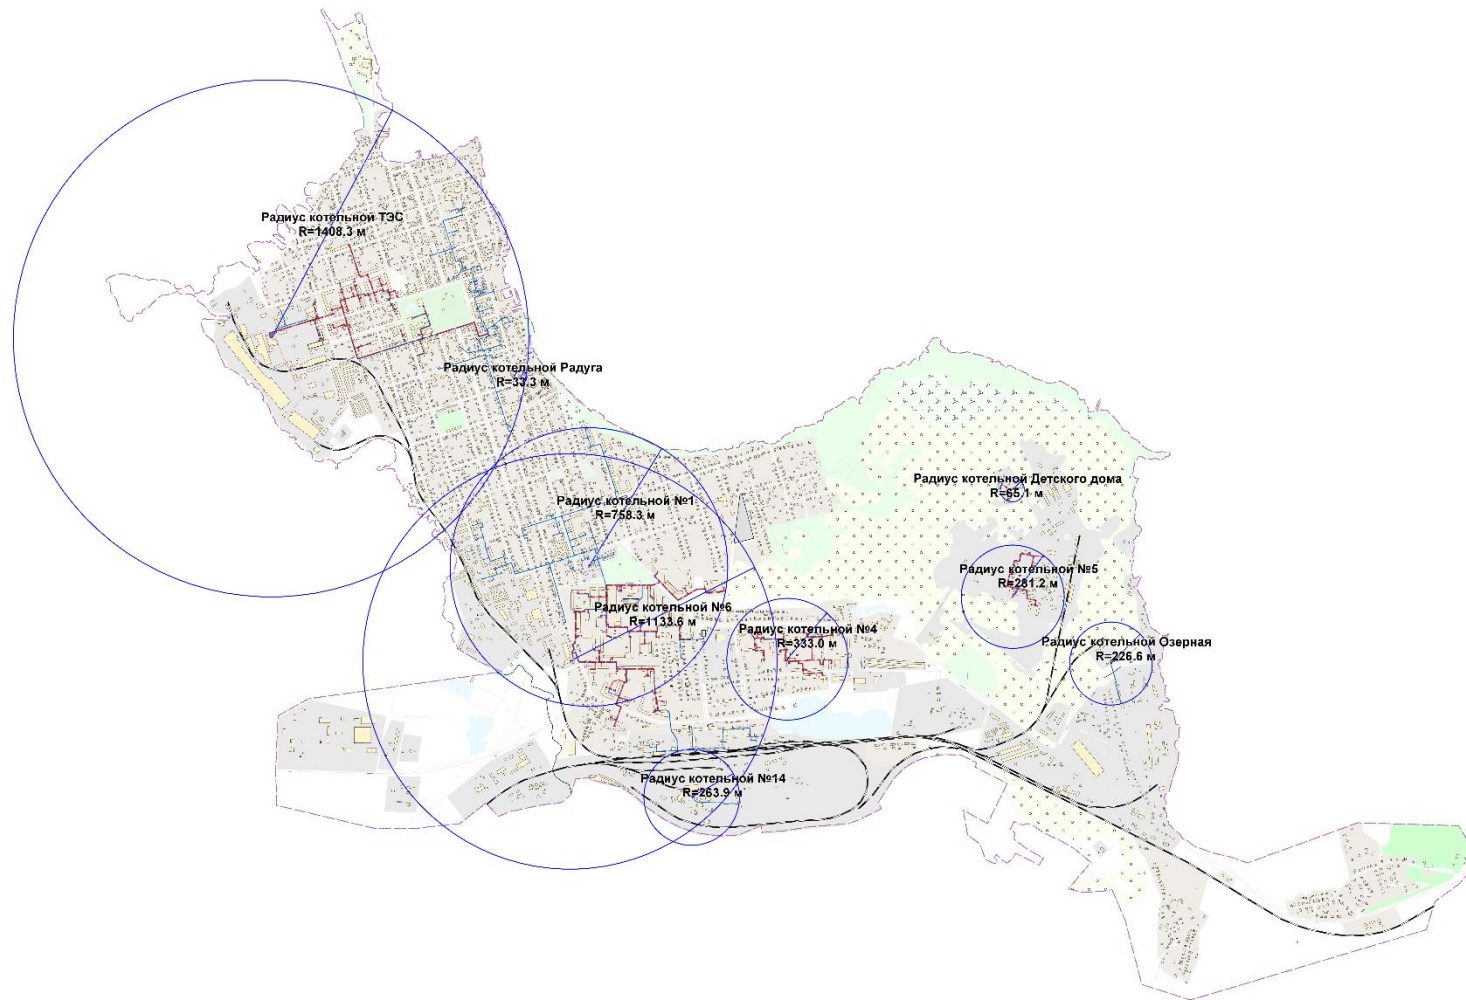 Радиус котельной ТЭС
R=1408.3 м
Радиус котельной Радуга
R=33.3 м
Радиус котельной Детского дома
R=65.1 м
Радиус котельной №1
R=758.3 м
Радиус котельной №5
R=281.2 м
Радиус котельной №6
R=1133.6 м
Радиус котельной №4
R=333.0 м
Радиус котельной Озерная
R=226.6 м
Радиус котельной №14
R=263.9 м